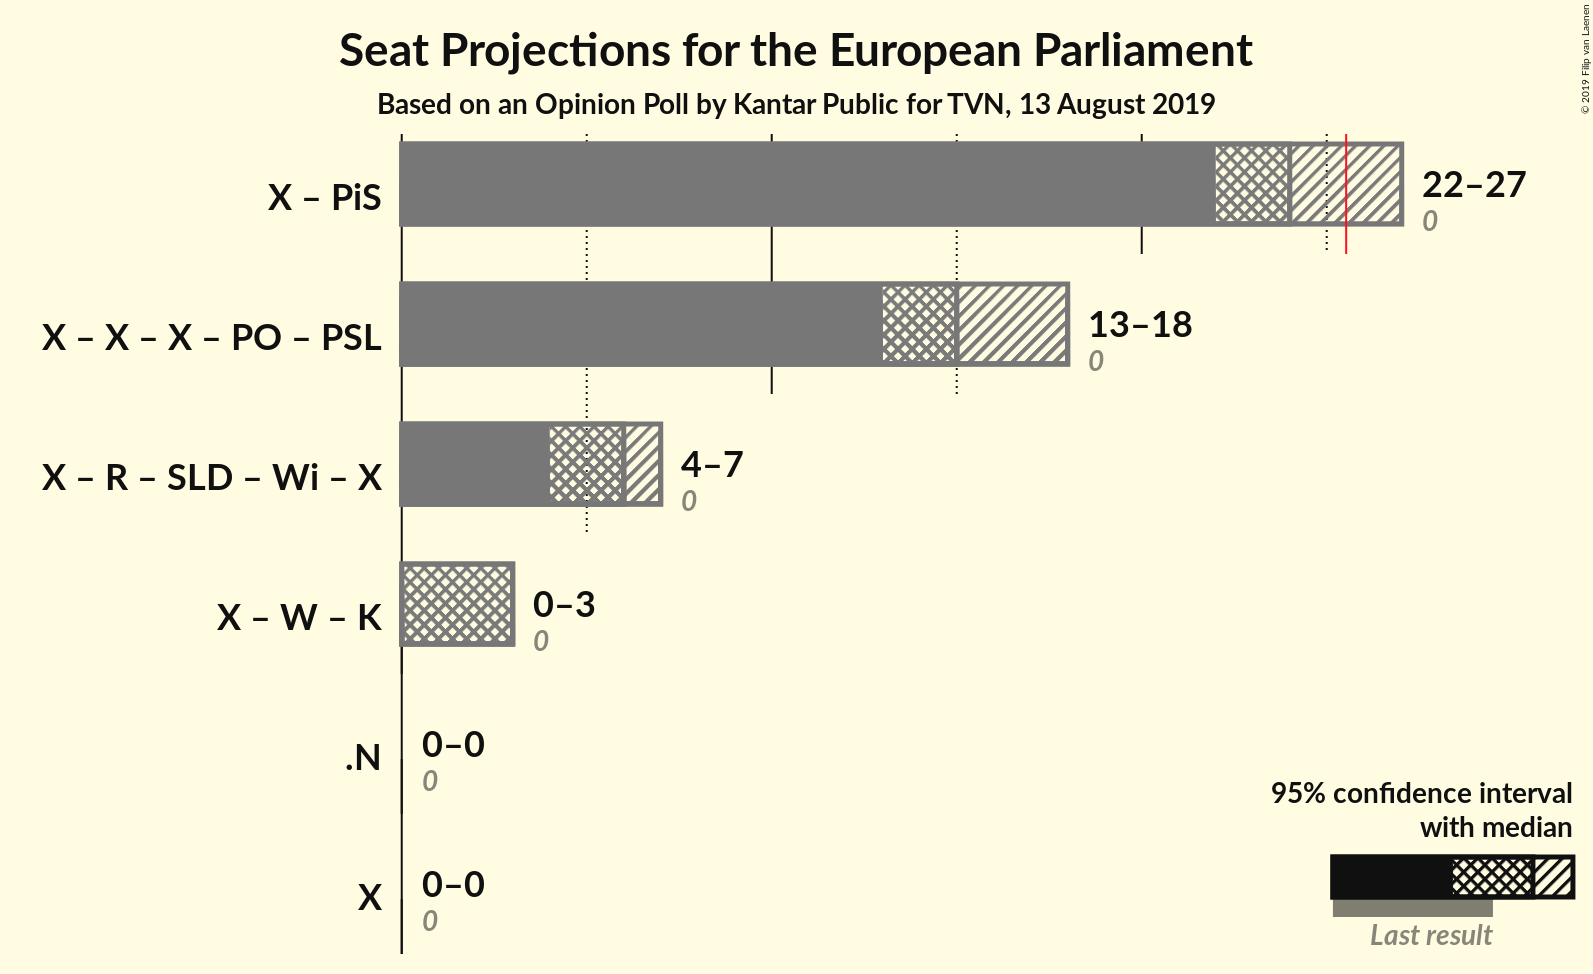 Seat Projections for the European Parliament
Based on an Opinion Poll by Kantar Public for TVN, 13 August 2019
© 2019 Filip van Laenen
X – PiS
22–27
0
X – X – X – PO – PSL
13–18
0
X – R – SLD – Wi – X
4–7
0
X – W – K
0–3
0
.N
0–0
0
X
0–0
0
95% confidence interval
with median
Last result